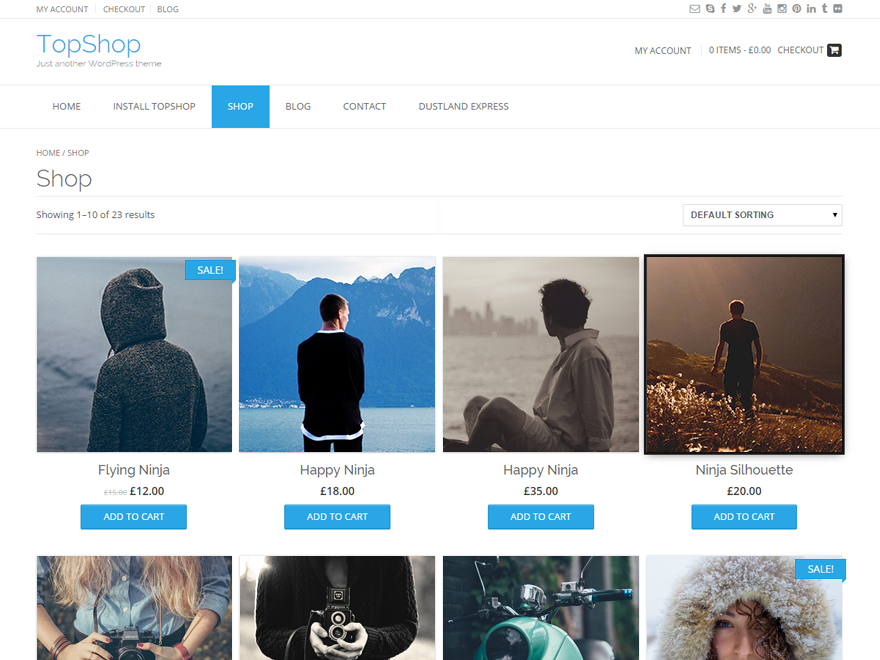 MY ACCOUNT CHECKOUT BLOG
TopShop
Just another WordPress theme
MY ACCOUNT 0 ITEMS - £0.00 CHECKOUT
HOME INSTALL TOPSHOP SHOP BLOG CONTACT DUSTLAND EXPRESS
HOME / SHOP
Shop
Showing 1–10 of 23 results
DEFAULT SORTING
SALE!
Flying Ninja
£15.00 £12.00
ADD TO CART
Happy Ninja
£18.00
ADD TO CART
Happy Ninja
£35.00
ADD TO CART
Ninja Silhouette
£20.00
ADD TO CART
SALE!